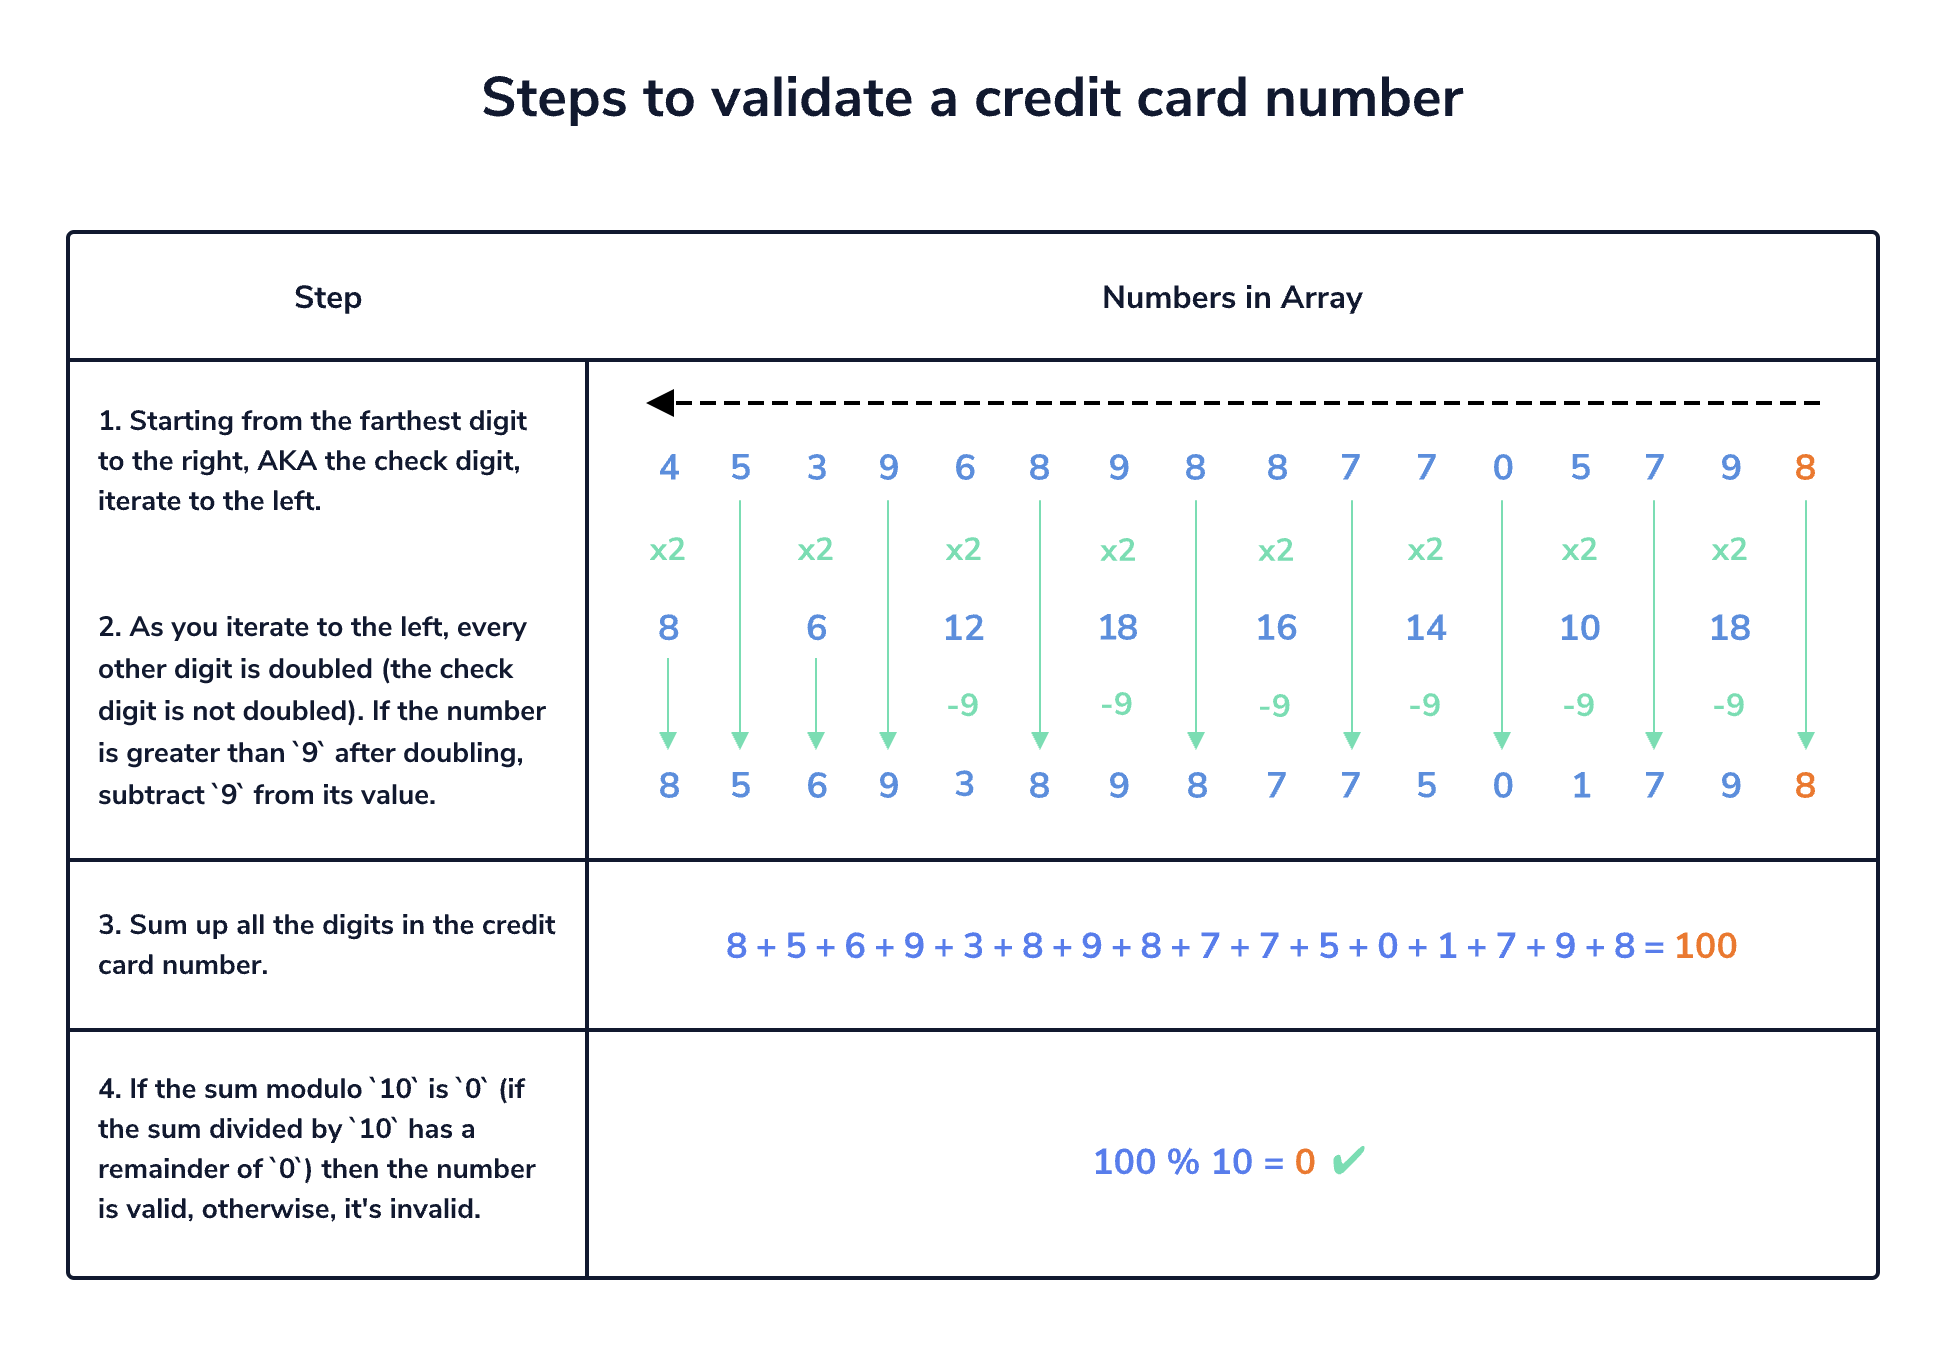 Steps to validate a credit card number
Step
Numbers in Array
1. Starting from the farthest digit
to the right, AKA the check digit,
iterate to the left.
2. As you iterate to the left, every
other digit is doubled (the check
digit is not doubled). If the number
is greater than `9` after doubling,
subtract `9` from its value.
4 5 3 9 6 8 9 8 8 7 7 0 5 7 9 8
x2 x2 x2 x2 x2 x2 x2 x2
8 6 12 18 16 14 10 18
-9 -9 -9 -9 -9 -9
8 5 6 9 3 8 9 8 7 7 5 0 1 7 9 8
3. Sum up all the digits in the credit
card number.
8 + 5 + 6 + 9 + 3 + 8 + 9 + 8 + 7 + 7 + 5 + 0 + 1 + 7 + 9 + 8 = 100
4. If the sum modulo `10` is `0` (if
the sum divided by `10` has a
remainder of `0`) then the number
is valid, otherwise, it's invalid.
100 % 10 = 0 ✔